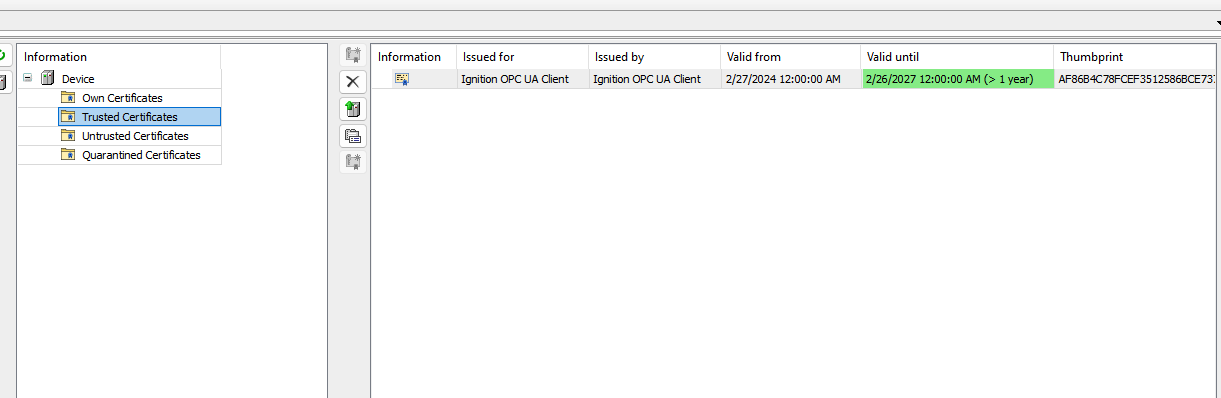 Information
Device
Own Certificates
Trusted Certificates
Untrusted Certificates
Quarantined Certificates
Information Issued for Issued by Valid from Valid until Thumbprint
Ignition OPC UA Client Ignition OPC UA Client 2/27/2024 12:00:00 AM 2/26/2027 12:00:00 AM (> 1 year) AF86B4C78FCEF3512586BCE73